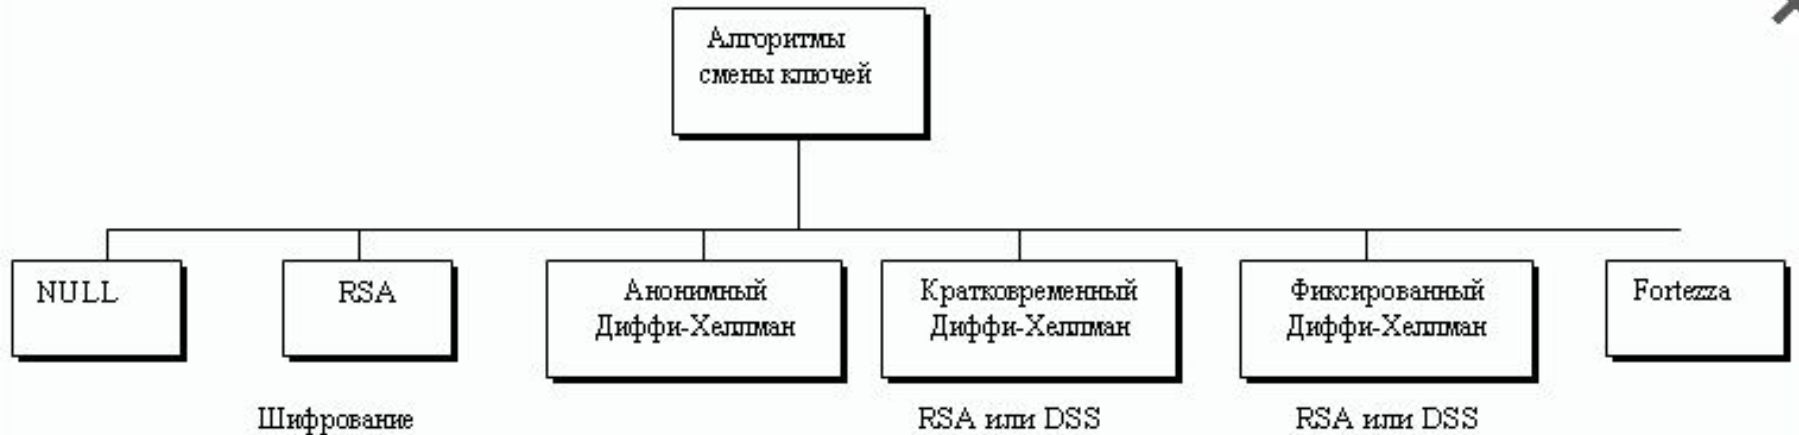 Алгоритмы
смены ключей
NULL
RSA
Анонимный
Диффи-Хеллман
Кратковременный
Диффи-Хеллман
Фиксированный
Диффи-Хеллман
Fortezza
Шифрование
RSA или DSS
RSA или DSS